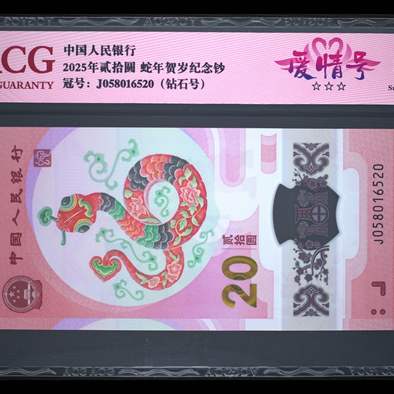 CG
GUARANTY
中国人民银行
2025年贰拾圆 蛇年贺岁纪念钞
冠号：J058016520（钻石号）
爱情号
中国人民银行
贰拾圆
20
J058016520